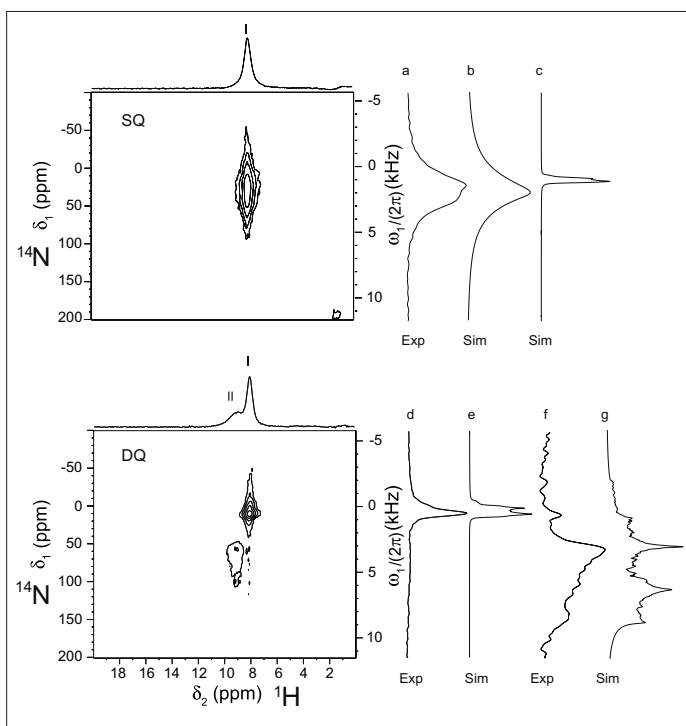 I
a b c
SQ
-50
0
50
100
150
200
δ1 (ppm)
14N
-5
0
5
10
ω1/(2π)(kHz)
Exp Sim Sim
I
II
d e f g
DQ
-50
0
50
100
150
200
δ1 (ppm)
14N
-5
0
5
10
ω1/(2π)(kHz)
Exp Sim Exp Sim
18 16 14 12 10 8 6 4 2
δ2 (ppm) 1H